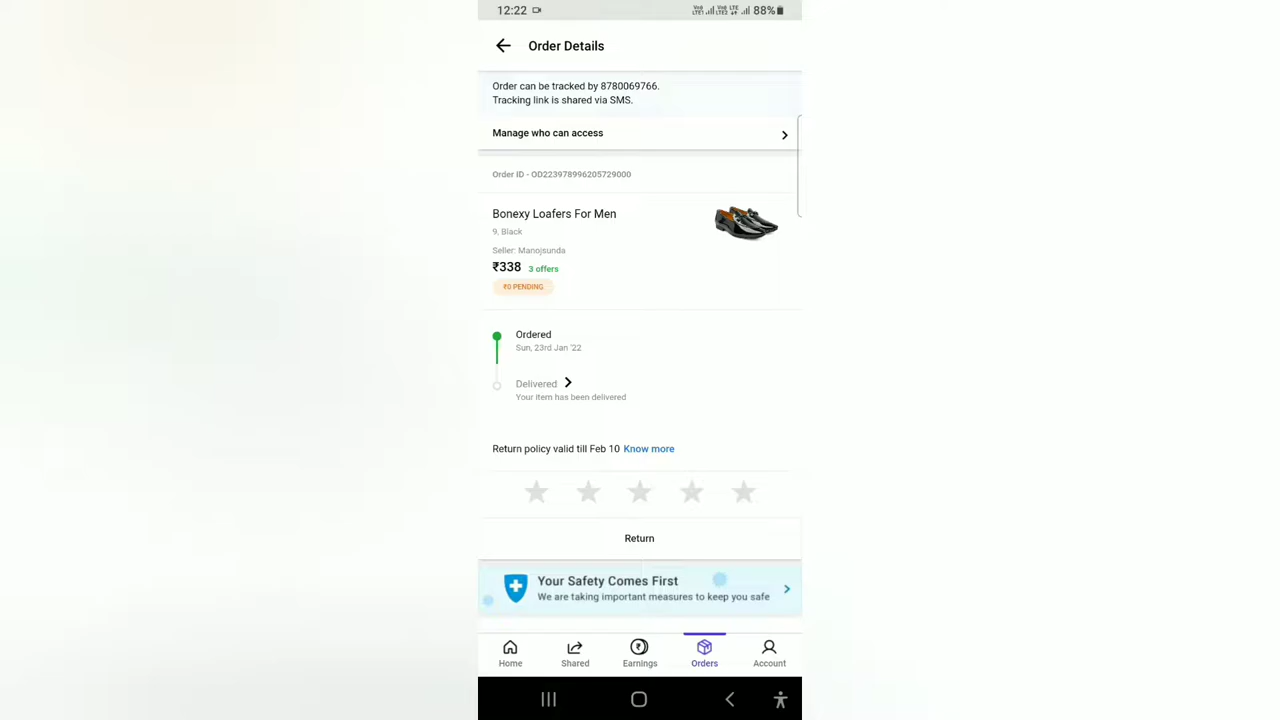 12:22
88%
Order Details
Order can be tracked by 8780069766.
Tracking link is shared via SMS.
Manage who can access
Order ID - OD223978996205729000
Bonexy Loafers For Men
9, Black
Seller: Manojsunda
₹338 3 offers
₹0 PENDING
Ordered
Sun, 23rd Jan '22
Delivered
Your item has been delivered
Return policy valid till Feb 10 Know more
Return
Your Safety Comes First
We are taking important measures to keep you safe
Home Shared Earnings Orders Account